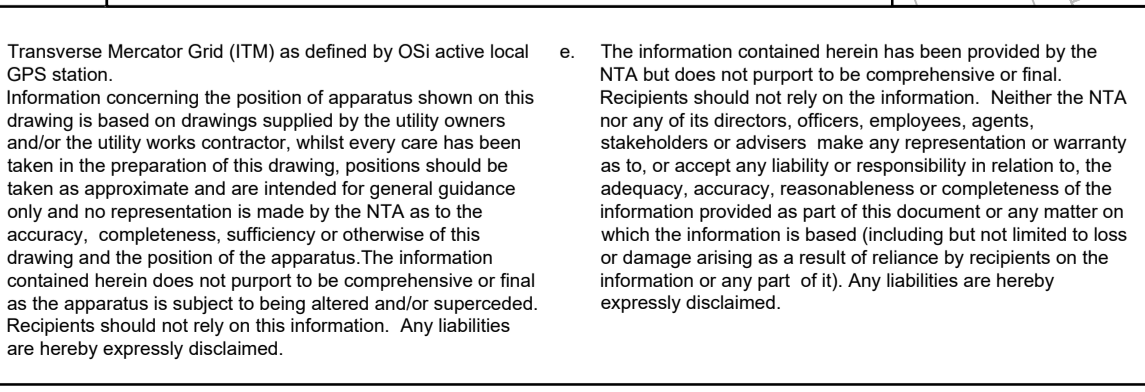 Transverse Mercator Grid (ITM) as defined by OSi active local
GPS station.
Information concerning the position of apparatus shown on this
drawing is based on drawings supplied by the utility owners
and/or the utility works contractor, whilst every care has been
taken in the preparation of this drawing, positions should be
taken as approximate and are intended for general guidance
only and no representation is made by the NTA as to the
accuracy,  completeness, sufficiency or otherwise of this
drawing and the position of the apparatus.The information
contained herein does not purport to be comprehensive or final
as the apparatus is subject to being altered and/or superceded.
Recipients should not rely on this information.  Any liabilities
are hereby expressly disclaimed.
e. The information contained herein has been provided by the
NTA but does not purport to be comprehensive or final.
Recipients should not rely on the information.  Neither the NTA
nor any of its directors, officers, employees, agents,
stakeholders or advisers  make any representation or warranty
as to, or accept any liability or responsibility in relation to, the
adequacy, accuracy, reasonableness or completeness of the
information provided as part of this document or any matter on
which the information is based (including but not limited to loss
or damage arising as a result of reliance by recipients on the
information or any part  of it). Any liabilities are hereby
expressly disclaimed.